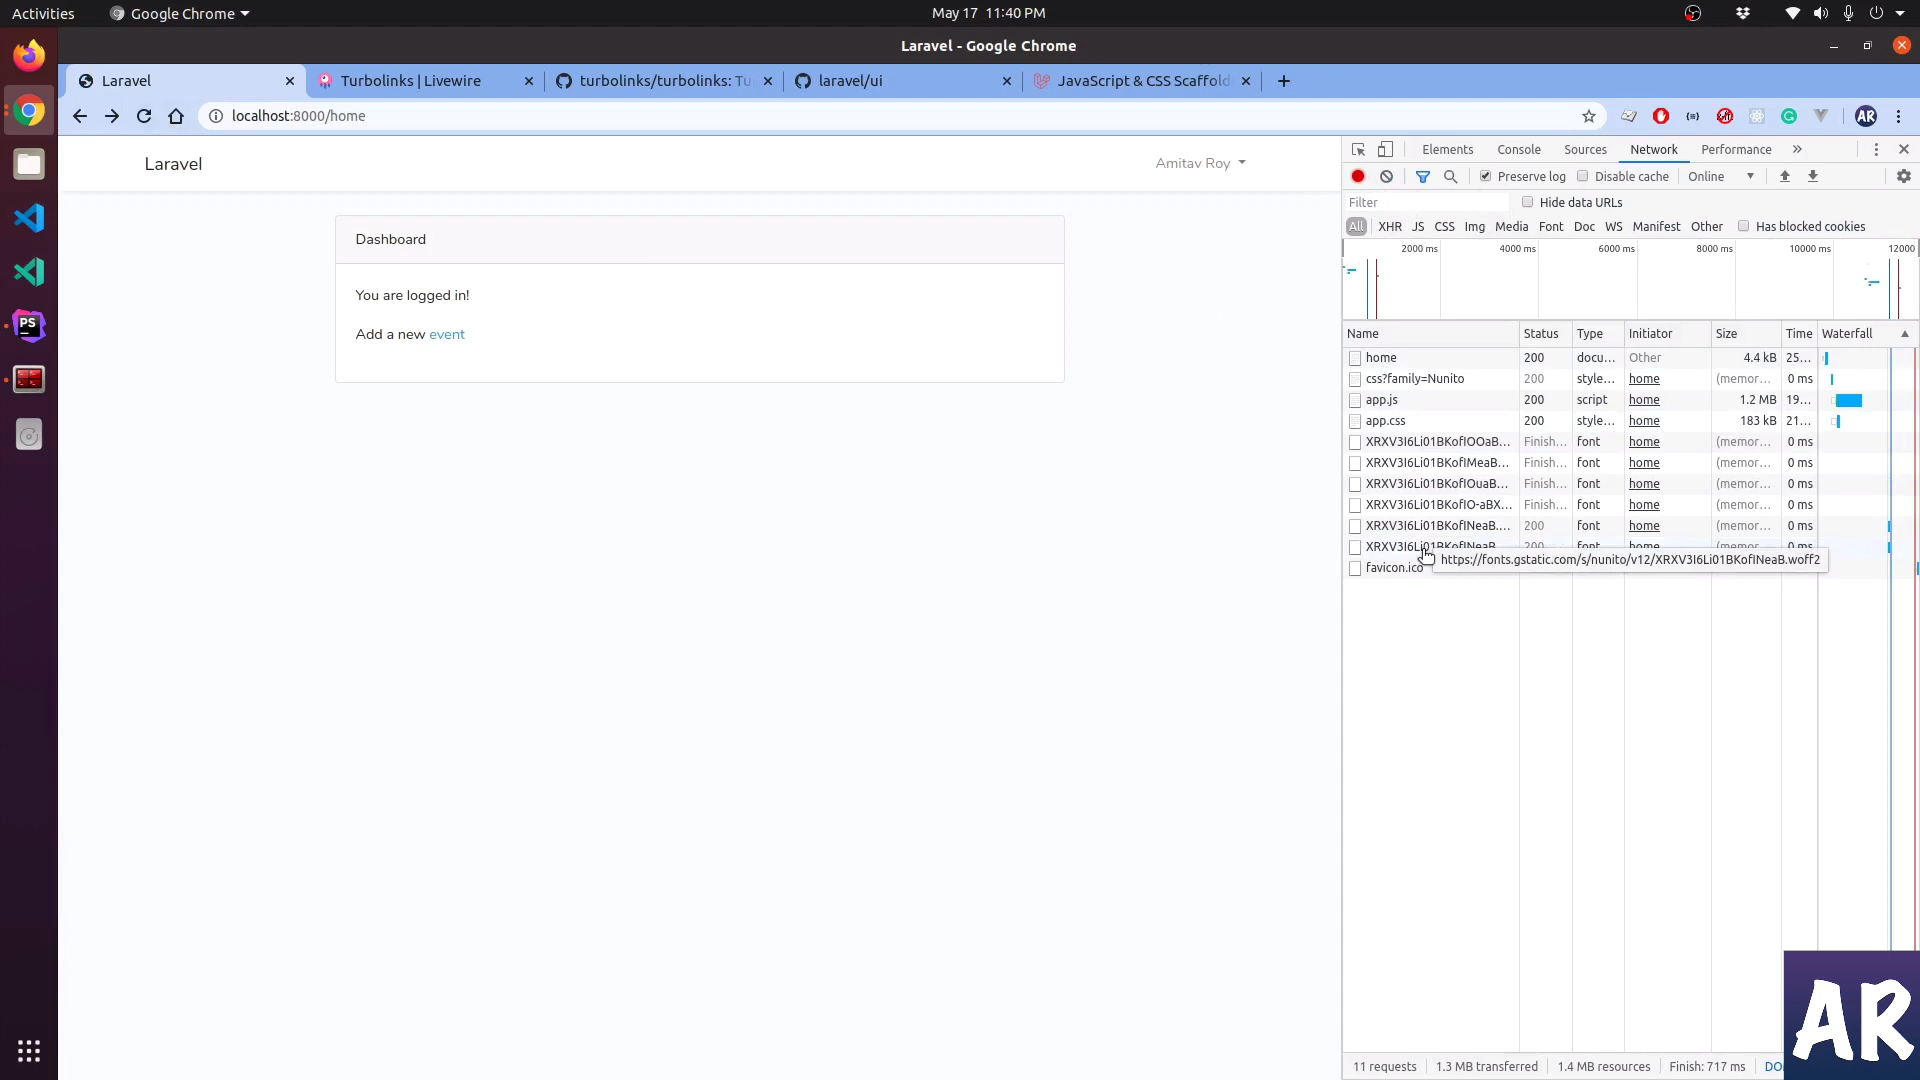 Activities
Google Chrome
May 17 11:40 PM
Laravel - Google Chrome
Laravel
Turbolinks | Livewire
turbolinks/turbolinks: Tu
laravel/ui
JavaScript & CSS Scaffold
localhost:8000/home
AR
Laravel
Amitav Roy
Dashboard
You are logged in!
Add a new event
PS
Elements Console Sources Network Performance
Preserve log Disable cache Online
Filter Hide data URLs
All XHR JS CSS Img Media Font Doc WS Manifest Other Has blocked cookies
2000 ms 4000 ms 6000 ms 8000 ms 10000 ms 12000
Name Status Type Initiator Size Time Waterfall
home 200 docu... Other 4.4 kB 25...
css?family=Nunito 200 style... home (memor... 0 ms
app.js 200 script home 1.2 MB 19...
app.css 200 style... home 183 kB 21...
XRXV3I6Li01BKofIOOaB... Finish... font home (memor... 0 ms
XRXV3I6Li01BKofIMeaB... Finish... font home (memor... 0 ms
XRXV3I6Li01BKofIOuaB... Finish... font home (memor... 0 ms
XRXV3I6Li01BKofIO-aBX... Finish... font home (memor... 0 ms
XRXV3I6Li01BKofINeaB.... 200 font home (memor... 0 ms
XRXV3I6Li01BKofINeaB 200 font home (memor... 0 ms
https://fonts.gstatic.com/s/nunito/v12/XRXV3I6Li01BKofINeaB.woff2
favicon.ico
11 requests 1.3 MB transferred 1.4 MB resources Finish: 717 ms
AR